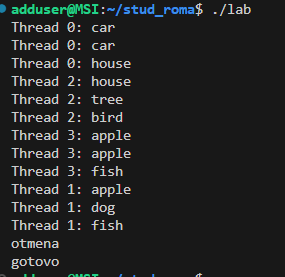 adduser@MSI:~/stud_roma$ ./lab
Thread 0: car
Thread 0: car
Thread 0: house
Thread 2: house
Thread 2: tree
Thread 2: bird
Thread 3: apple
Thread 3: apple
Thread 3: fish
Thread 1: apple
Thread 1: dog
Thread 1: fish
otmena
gotovo